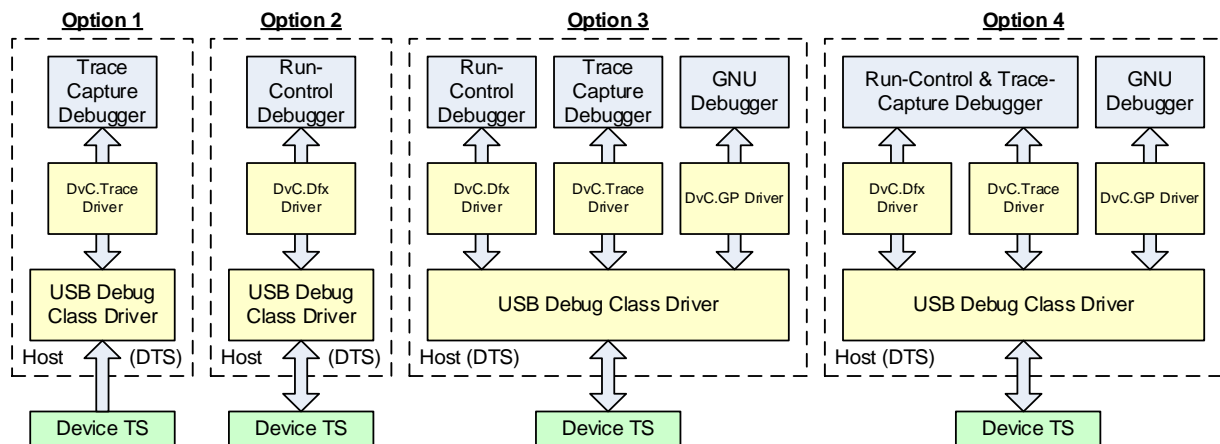 Option 1
Trace
Capture
Debugger
DvC.Trace
Driver
USB Debug
Class Driver
Host (DTS)
Device TS
Option 2
Run-
Control
Debugger
DvC.Dfx
Driver
USB Debug
Class Driver
Host (DTS)
Device TS
Option 3
Run-
Control
Debugger
Trace
Capture
Debugger
GNU
Debugger
DvC.Dfx
Driver
DvC.Trace
Driver
DvC.GP Driver
USB Debug Class Driver
Host (DTS)
Device TS
Option 4
Run-Control & Trace-
Capture Debugger
GNU
Debugger
DvC.Dfx
Driver
DvC.Trace
Driver
DvC.GP Driver
USB Debug Class Driver
Host (DTS)
Device TS